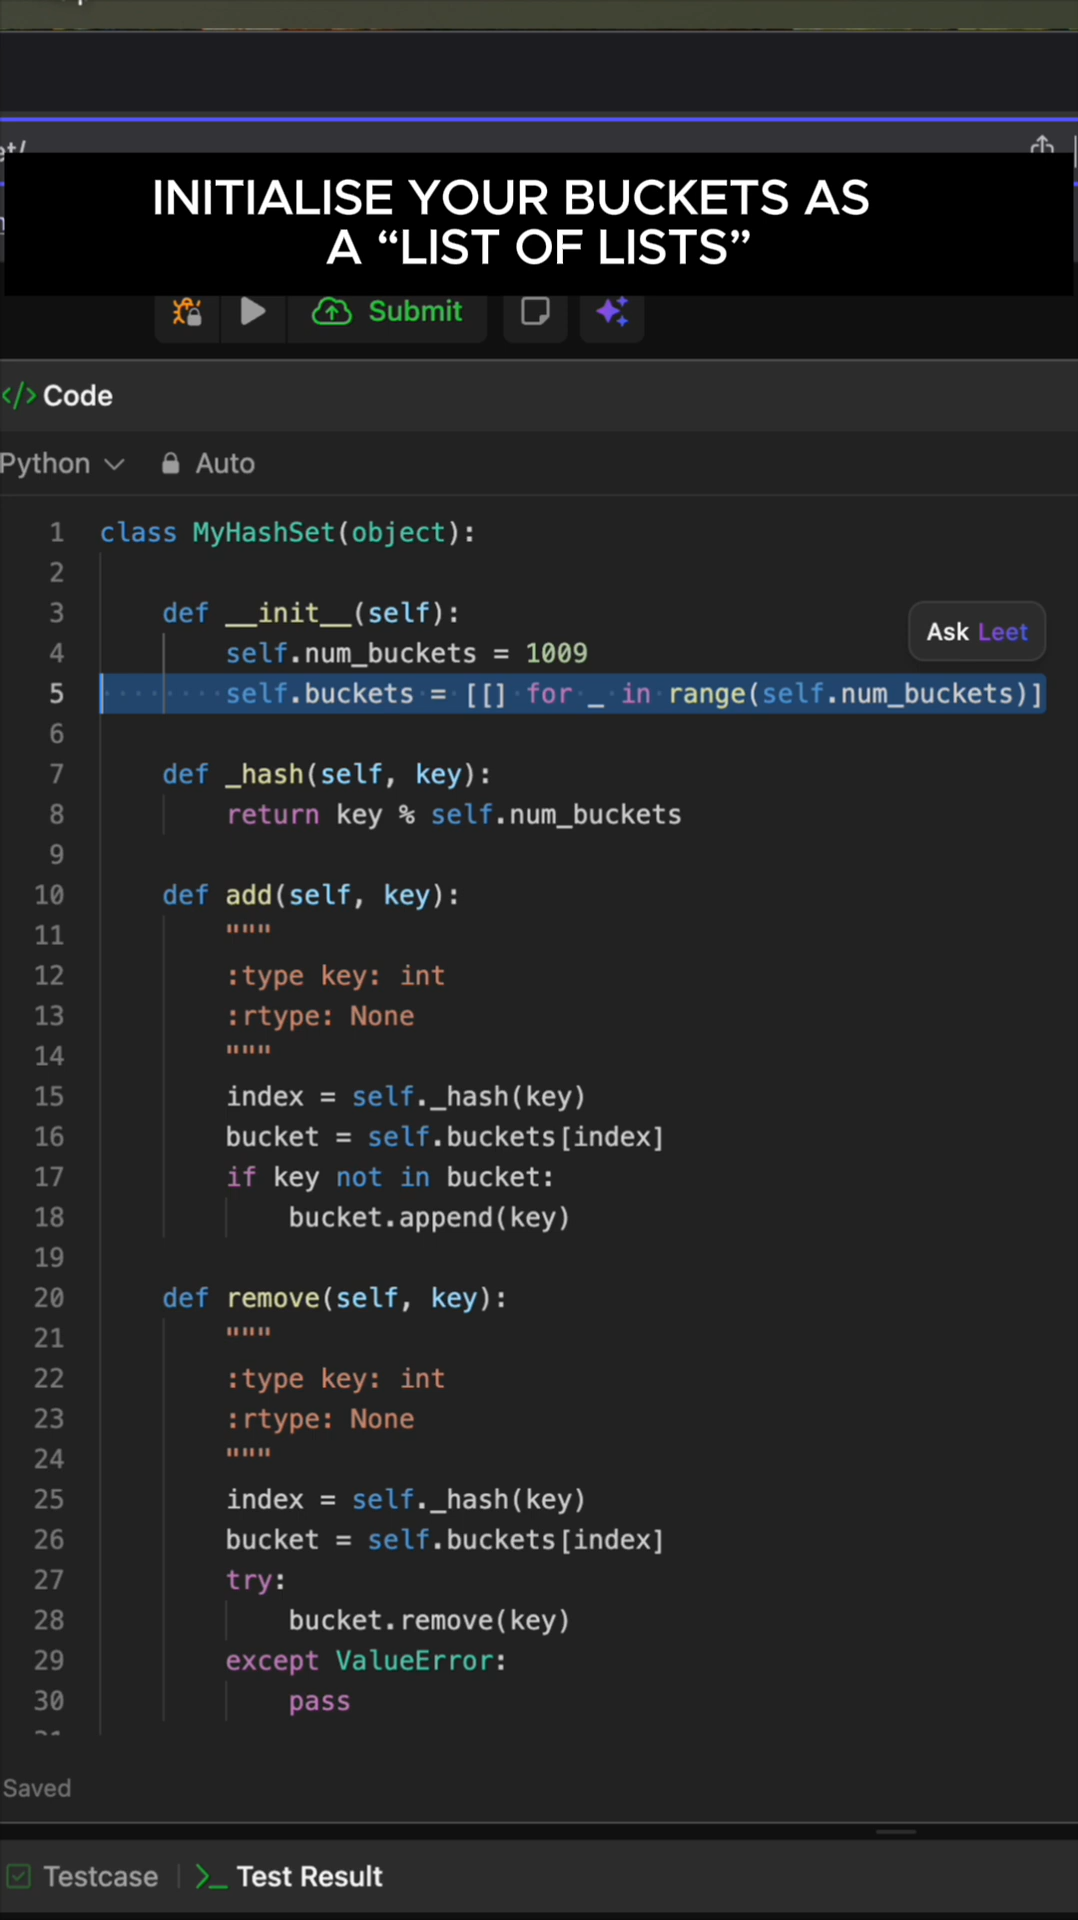 et/
INITIALISE YOUR BUCKETS AS
A “LIST OF LISTS”
Submit
</> Code
Python Auto
1 class MyHashSet(object):
2
3 def __init__(self):
Ask Leet
4 self.num_buckets = 1009
5 self.buckets = [[] for _ in range(self.num_buckets)]
6
7 def _hash(self, key):
8 return key % self.num_buckets
9
10 def add(self, key):
11 """
12 :type key: int
13 :rtype: None
14 """
15 index = self._hash(key)
16 bucket = self.buckets[index]
17 if key not in bucket:
18 bucket.append(key)
19
20 def remove(self, key):
21 """
22 :type key: int
23 :rtype: None
24 """
25 index = self._hash(key)
26 bucket = self.buckets[index]
27 try:
28 bucket.remove(key)
29 except ValueError:
30 pass
Saved
Testcase >_ Test Result